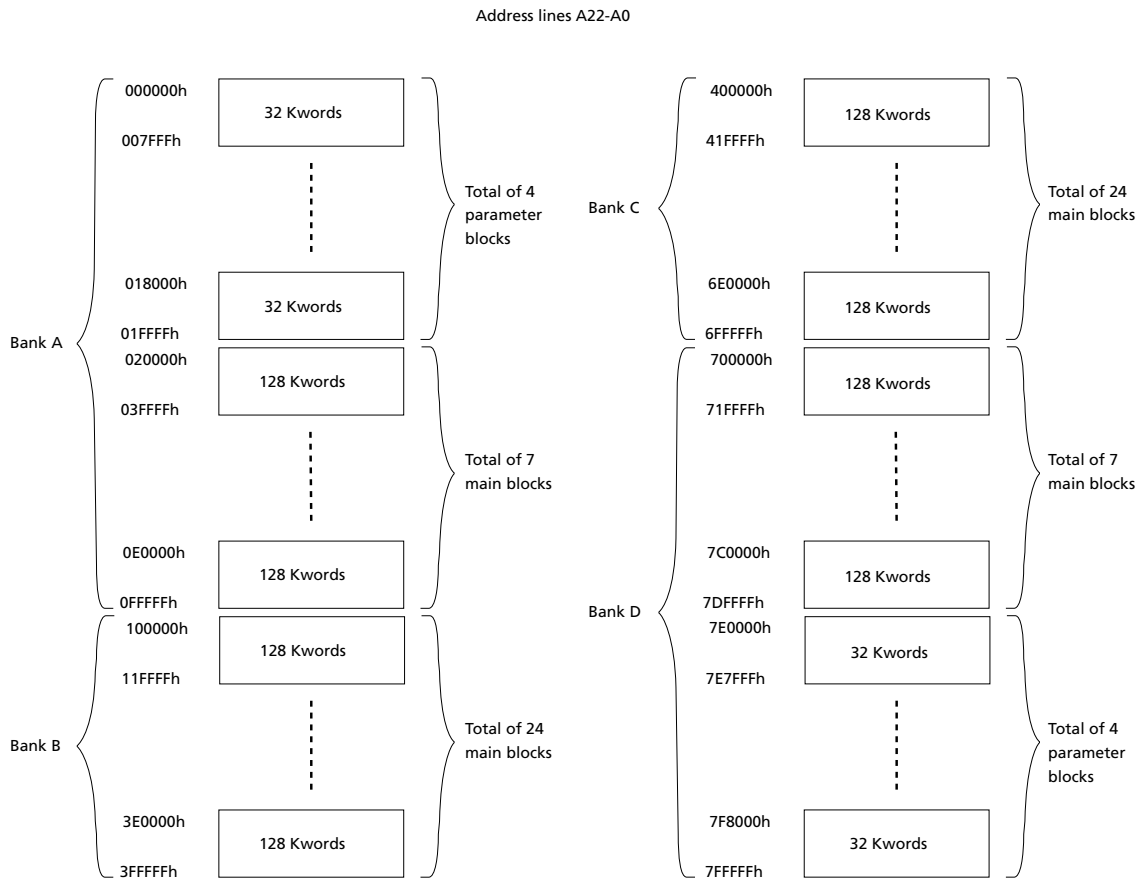 Address lines A22-A0
Bank A
000000h
32 Kwords
007FFFh
Total of 4
parameter
blocks
018000h
32 Kwords
01FFFFh
020000h
128 Kwords
03FFFFh
Total of 7
main blocks
0E0000h
128 Kwords
0FFFFFh
Bank B
100000h
128 Kwords
11FFFFh
Total of 24
main blocks
3E0000h
128 Kwords
3FFFFFh
Bank C
400000h
128 Kwords
41FFFFh
Total of 24
main blocks
6E0000h
128 Kwords
6FFFFFh
Bank D
700000h
128 Kwords
71FFFFh
Total of 7
main blocks
7C0000h
128 Kwords
7DFFFFh
7E0000h
32 Kwords
7E7FFFh
Total of 4
parameter
blocks
7F8000h
32 Kwords
7FFFFFh